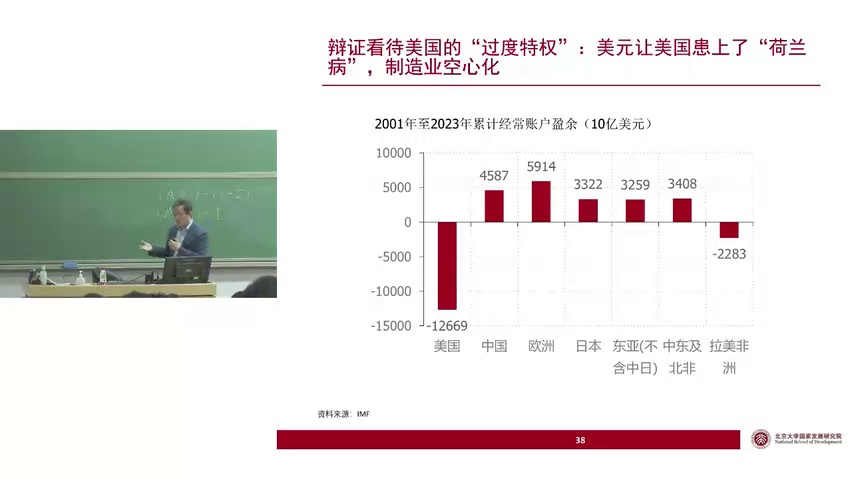 辩证看待美国的“过度特权”：美元让美国患上了“荷兰
病”，制造业空心化
2001年至2023年累计经常账户盈余（10亿美元）
10000
5000
0
-5000
-10000
-15000
-12669
4587
5914
3322
3259
3408
-2283
美国
中国
欧洲
日本
东亚(不
含中日)
中东及
北非
拉美非
洲
资料来源：IMF
38
北京大学国家发展研究院
National School of Development